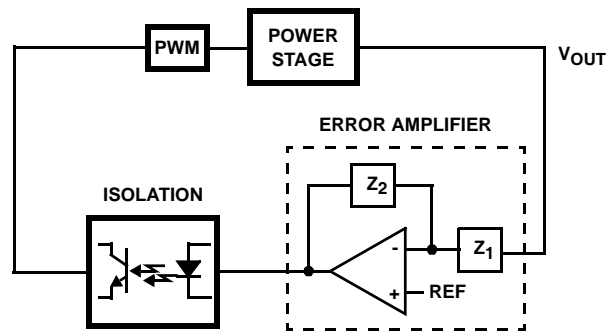 PWM
POWER
STAGE
VOUT
ERROR AMPLIFIER
ISOLATION
Z2
-
Z1
+
REF